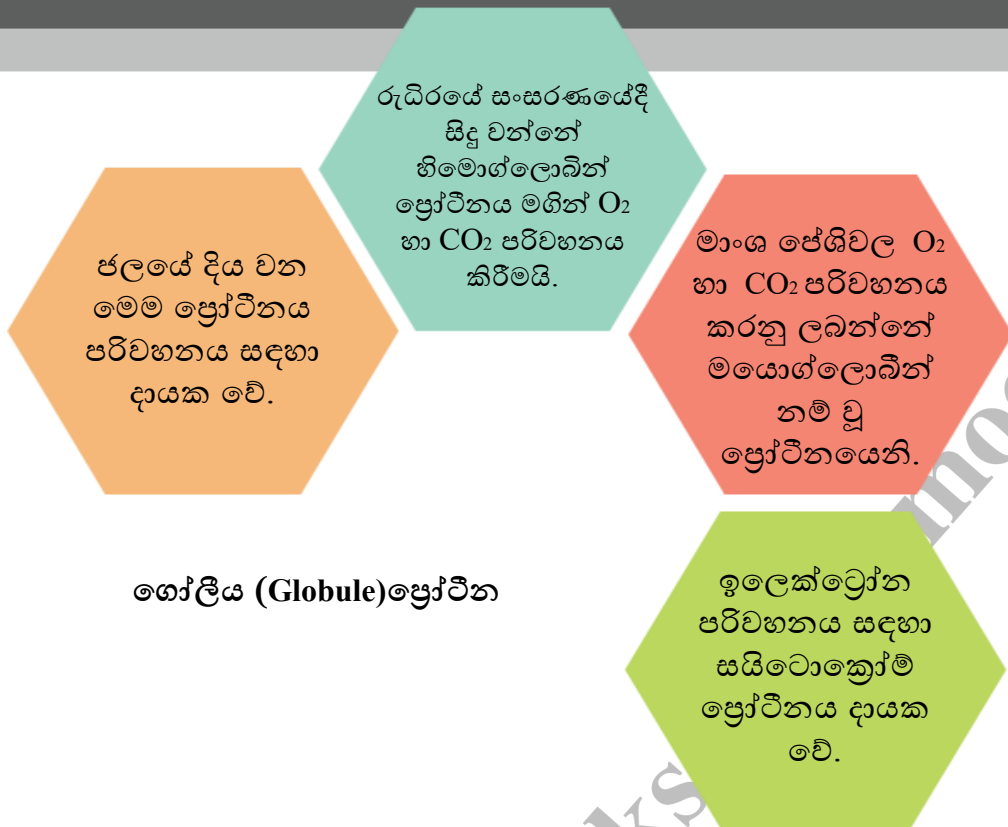 රුධිරයේ සංසරණයේදී
සිදු වන්නේ
හිමොග්ලොබින්
ප්‍රෝටීනය මගින් O₂
හා CO₂ පරිවහනය
කිරීමයි.
ජලයේ දිය වන
මෙම ප්‍රෝටීනය
පරිවහනය සඳහා
දායක වේ.
මාංශ පේශිවල O₂
හා CO₂ පරිවහනය
කරනු ලබන්නේ
මයොග්ලොබීන්
නම් වූ
ප්‍රෝටීනයෙනි.
ගෝලීය (Globule)ප්‍රෝටීන
ඉලෙක්ට්‍රෝන
පරිවහනය සඳහා
සයිටොක්‍රෝම්
ප්‍රෝටීනය දායක
වේ.